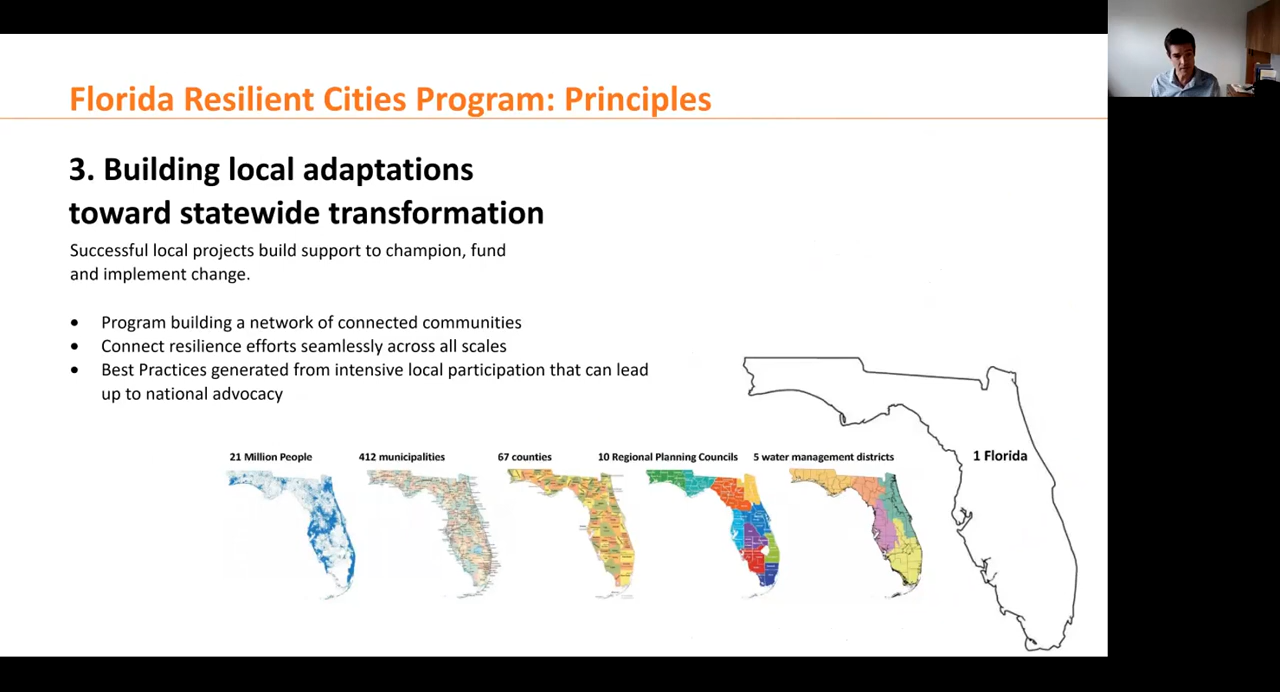 Florida Resilient Cities Program: Principles
3. Building local adaptations
toward statewide transformation
Successful local projects build support to champion, fund
and implement change.
• Program building a network of connected communities
• Connect resilience efforts seamlessly across all scales
• Best Practices generated from intensive local participation that can lead
up to national advocacy
21 Million People
412 municipalities
67 counties
10 Regional Planning Councils
5 water management districts
1 Florida